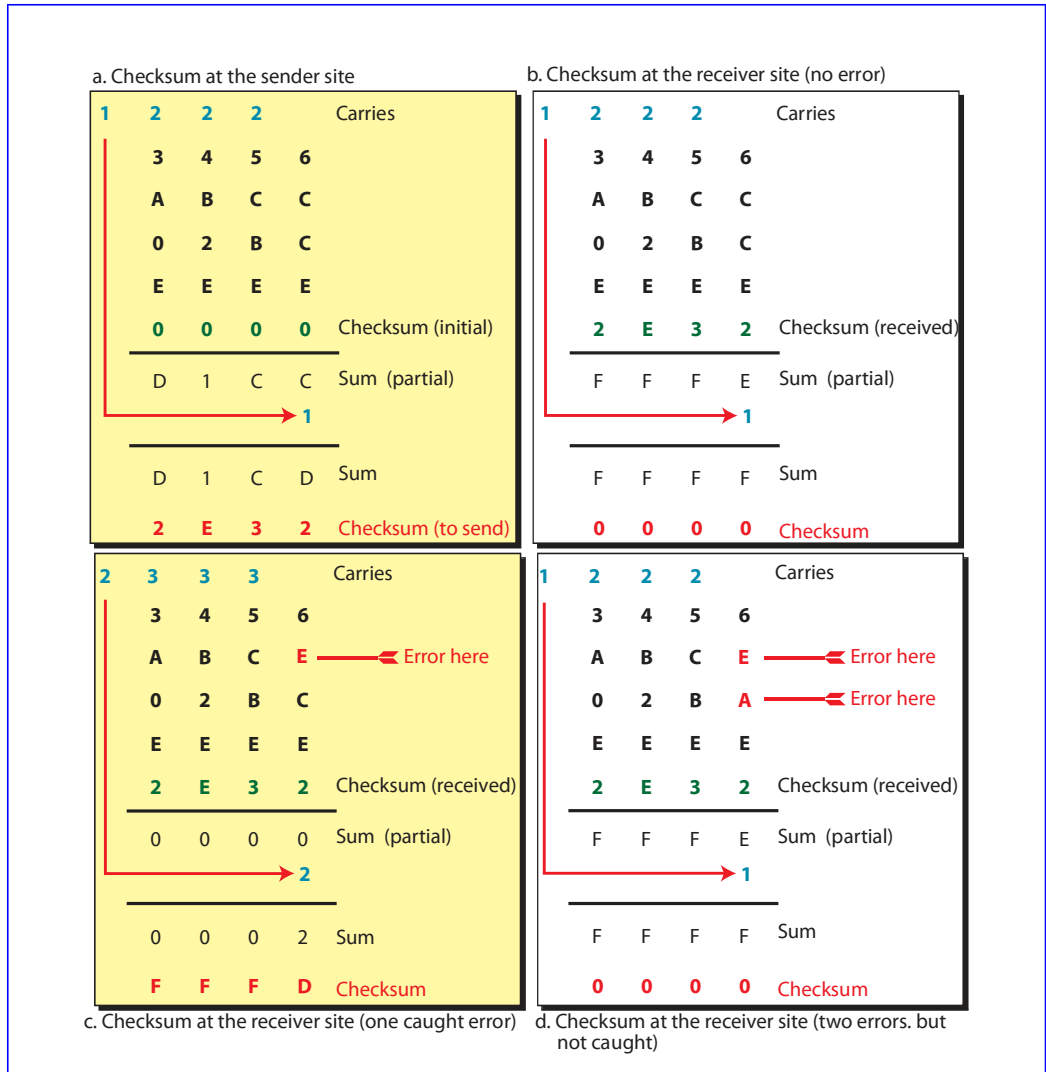 a. Checksum at the sender site
1 2 2 2 Carries
3 4 5 6
A B C C
0 2 B C
E E E E
0 0 0 0 Checksum (initial)
D 1 C C Sum (partial)
1
D 1 C D Sum
2 E 3 2 Checksum (to send)
b. Checksum at the receiver site (no error)
1 2 2 2 Carries
3 4 5 6
A B C C
0 2 B C
E E E E
2 E 3 2 Checksum (received)
F F F E Sum (partial)
1
F F F F Sum
0 0 0 0 Checksum
2 3 3 3 Carries
3 4 5 6
A B C E Error here
0 2 B C
E E E E
2 E 3 2 Checksum (received)
0 0 0 0 Sum (partial)
2
0 0 0 2 Sum
F F F D Checksum
c. Checksum at the receiver site (one caught error)
1 2 2 2 Carries
3 4 5 6
A B C E Error here
0 2 B A Error here
E E E E
2 E 3 2 Checksum (received)
F F F E Sum (partial)
1
F F F F Sum
0 0 0 0 Checksum
d. Checksum at the receiver site (two errors. but
not caught)